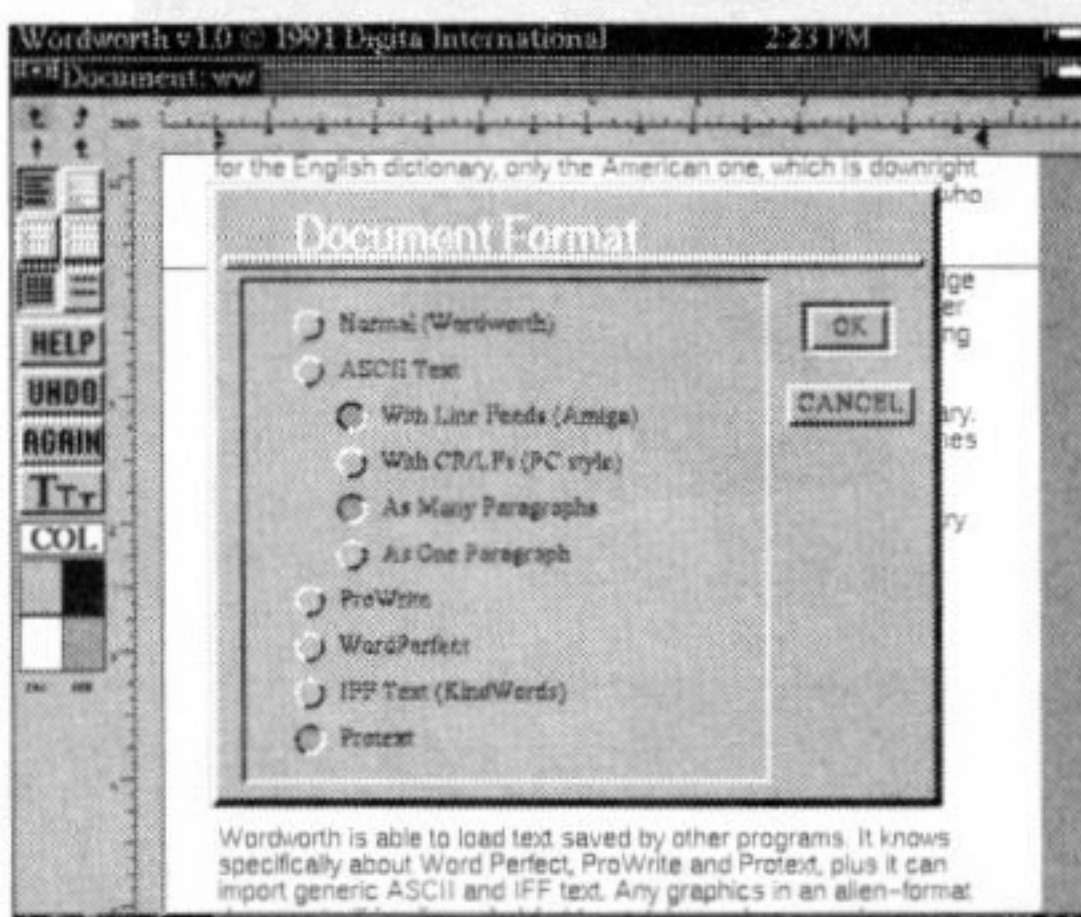 Wordworth v1.0 © 1991 Digita International 2:23 PM
Document: ww
for the English dictionary, only the American one, which is downright
who
Document Format
Normal (Wordworth)
OK
ASCII Text
HELP
UNDO
With Line Feeds (Amiga)
CANCEL
AGAIN
With CR/LFs (PC style)
As Many Paragraphs
COL
As One Paragraph
ProWrite
WordPerfect
IFF Text (KindWords)
Protext
Wordworth is able to load text saved by other programs. It knows
specifically about Word Perfect, ProWrite and Protext, plus it can
import generic ASCII and IFF text. Any graphics in an alien-format